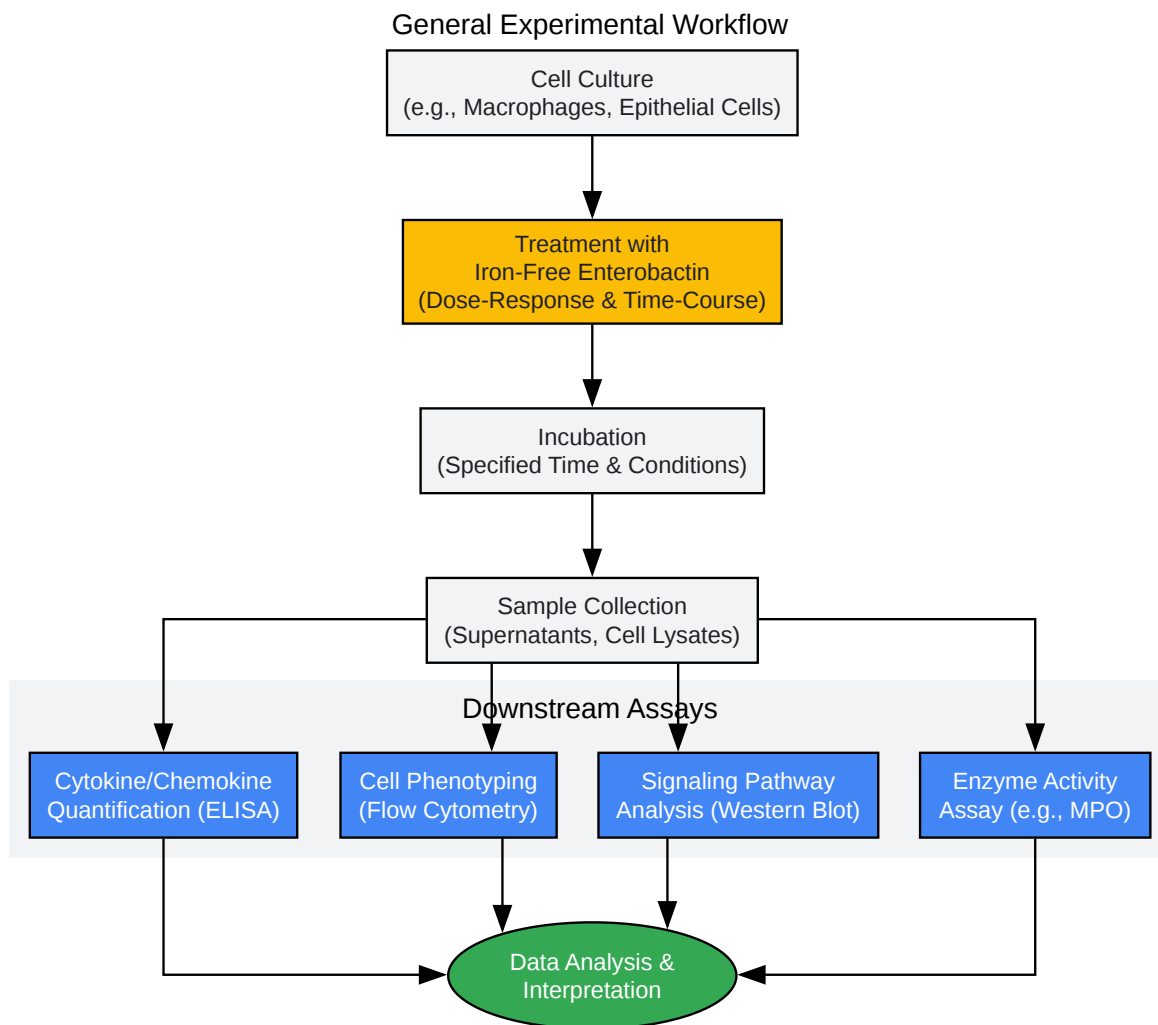 General Experimental Workflow
Cell Culture
(e.g., Macrophages, Epithelial Cells)
Treatment with
Iron-Free Enterobactin
(Dose-Response & Time-Course)
Incubation
(Specified Time & Conditions)
Sample Collection
(Supernatants, Cell Lysates)
Downstream Assays
Cytokine/Chemokine
Quantification (ELISA)
Cell Phenotyping
(Flow Cytometry)
Signaling Pathway
Analysis (Western Blot)
Enzyme Activity
Assay (e.g., MPO)
Data Analysis &
Interpretation